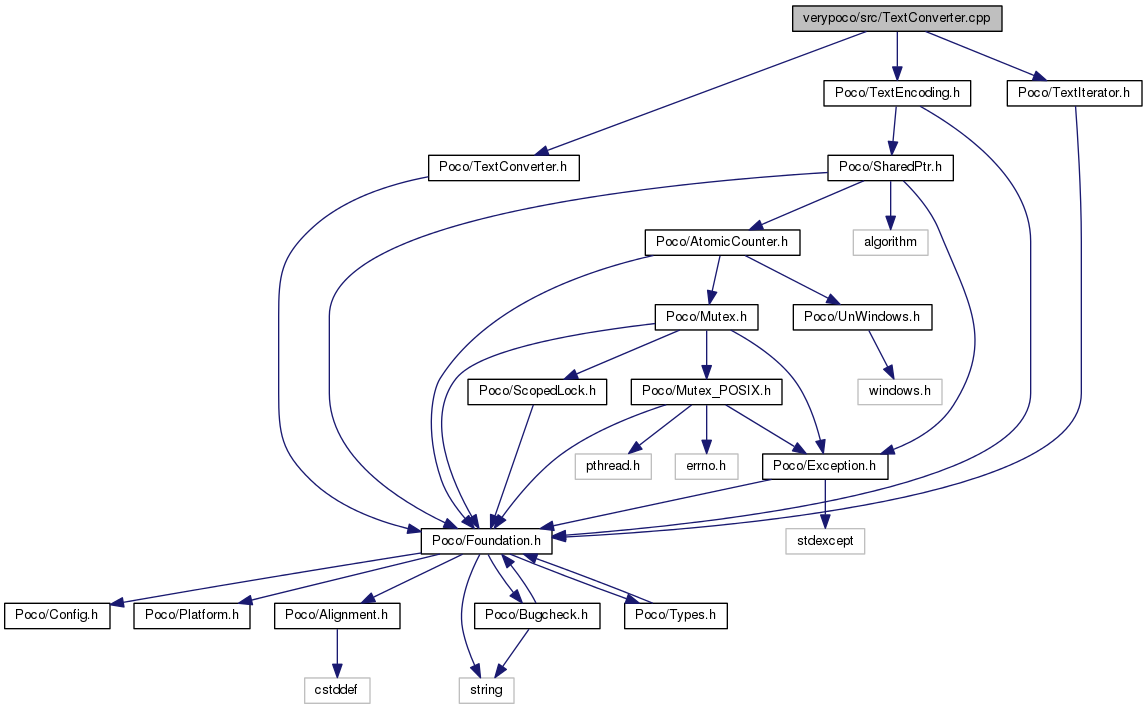 verypoco/src/TextConverter.cpp
Poco/TextEncoding.h
Poco/TextIterator.h
Poco/TextConverter.h
Poco/SharedPtr.h
Poco/AtomicCounter.h
algorithm
Poco/Mutex.h
Poco/UnWindows.h
Poco/ScopedLock.h
Poco/Mutex_POSIX.h
windows.h
pthread.h
errno.h
Poco/Exception.h
Poco/Foundation.h
stdexcept
Poco/Config.h
Poco/Platform.h
Poco/Alignment.h
Poco/Bugcheck.h
Poco/Types.h
cstddef
string